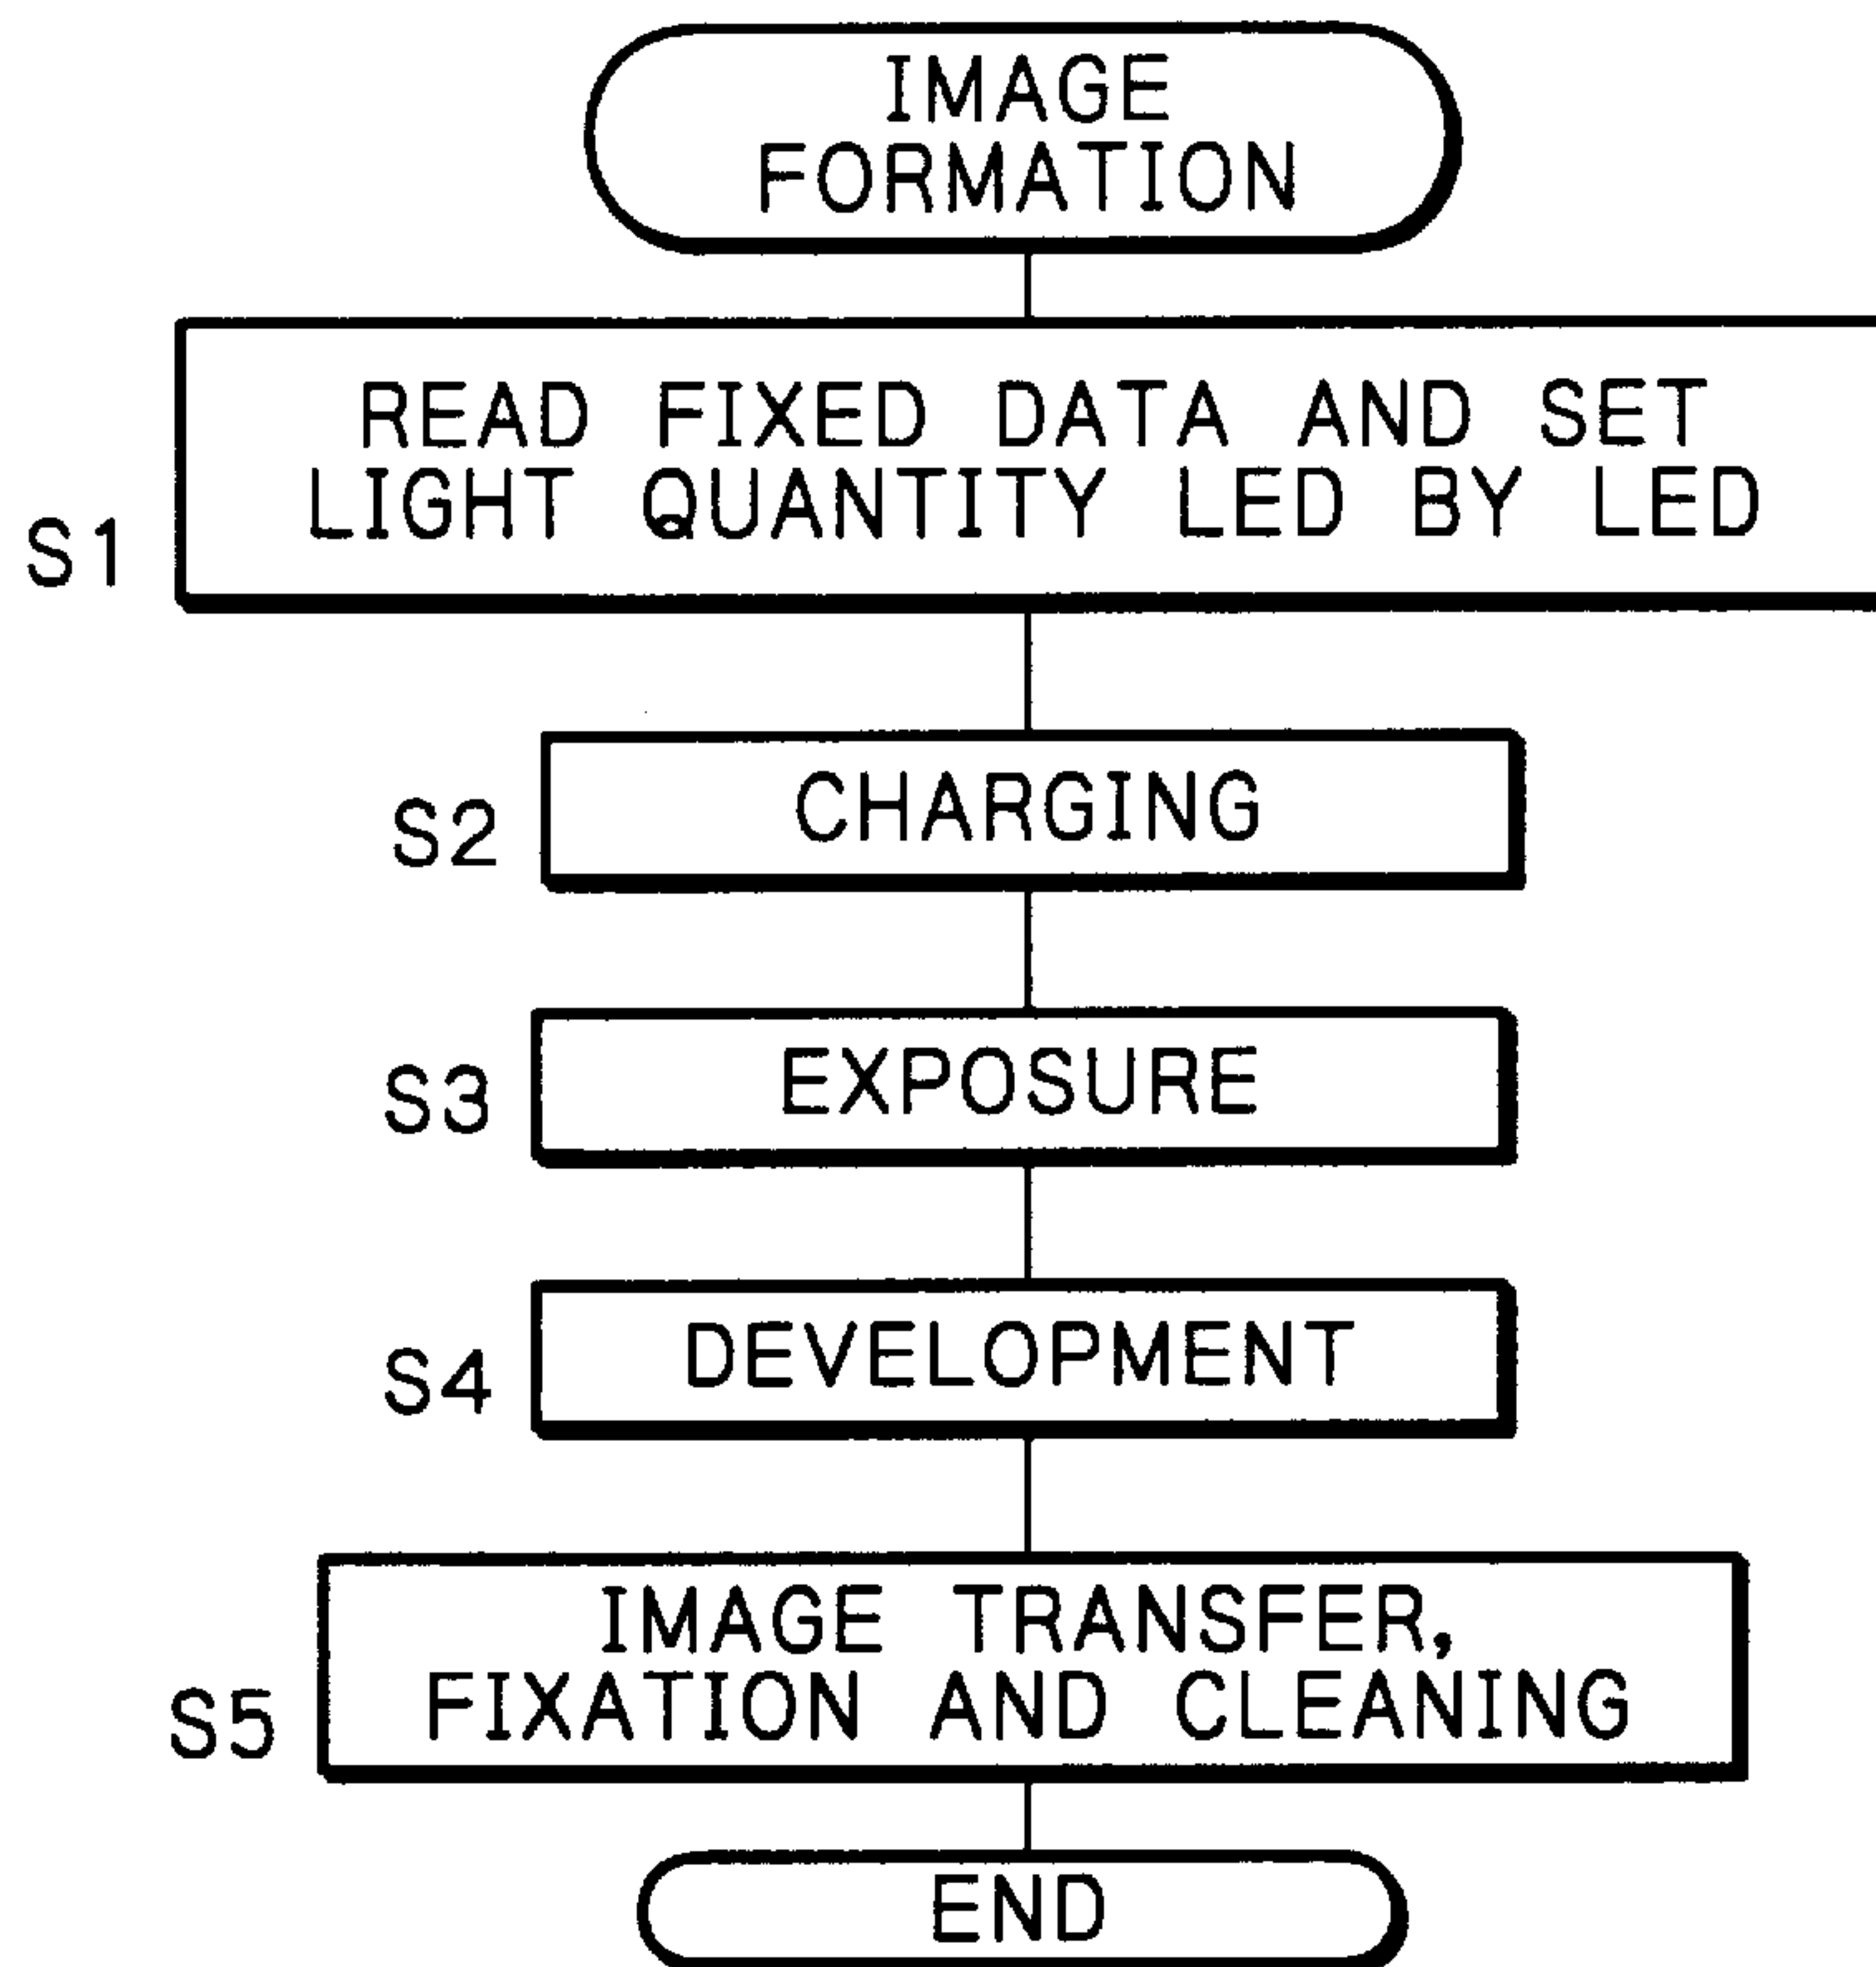 IMAGE
FORMATION
READ FIXED DATA AND SET
LIGHT QUANTITY LED BY LED
S1
CHARGING
S2
EXPOSURE
S3
DEVELOPMENT
S4
IMAGE TRANSFER,
FIXATION AND CLEANING
S5
END